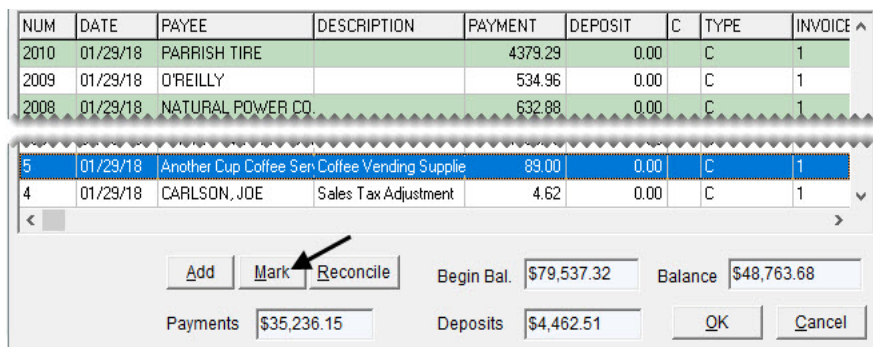 NUM DATE PAYEE DESCRIPTION PAYMENT DEPOSIT C TYPE INVOICE
2010 01/29/18 PARRISH TIRE 4379.29 0.00 C 1
2009 01/29/18 O'REILLY 534.96 0.00 C 1
2008 01/29/18 NATURAL POWER CO. 632.88 0.00 C 1
5 01/29/18 Another Cup Coffee Ser Coffee Vending Supplie 89.00 0.00 C 1
4 01/29/18 CARLSON, JOE Sales Tax Adjustment 4.62 0.00 C 1
Add Mark Reconcile Begin Bal. $79,537.32 Balance $48,763.68
Payments $35,236.15 Deposits $4,462.51 OK Cancel